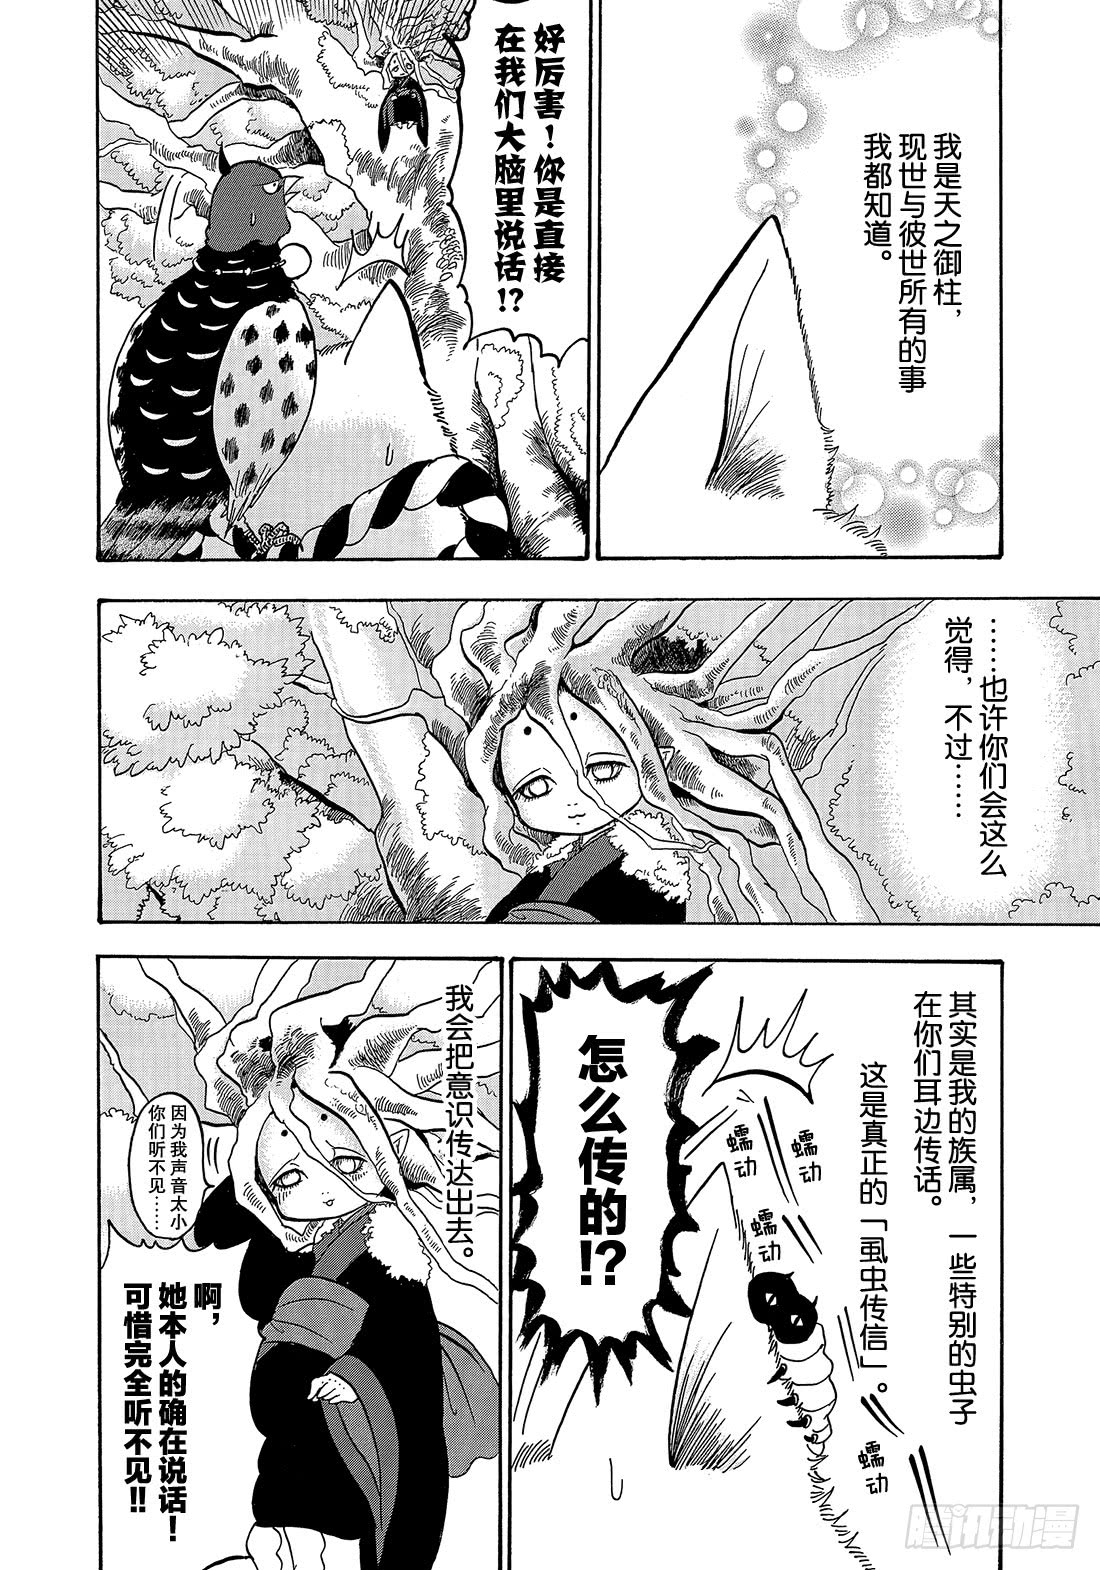 我是天之御柱，
现世与彼世所有的事
我都知道。
好厉害！你是直接
在我们大脑里说话!?
……也许你们会这么
觉得，不过……
其实是我的族属，一些特别的虫子
在你们耳边传话。
这是真正的「虱虫传信」。
蠕动
蠕动
蠕动
蠕动
怎么传的!?
我会把意识传达出去。
因为我声音太小
你们听不见……
啊，
她本人的确在说话！
可惜完全听不见!!
腾讯动漫